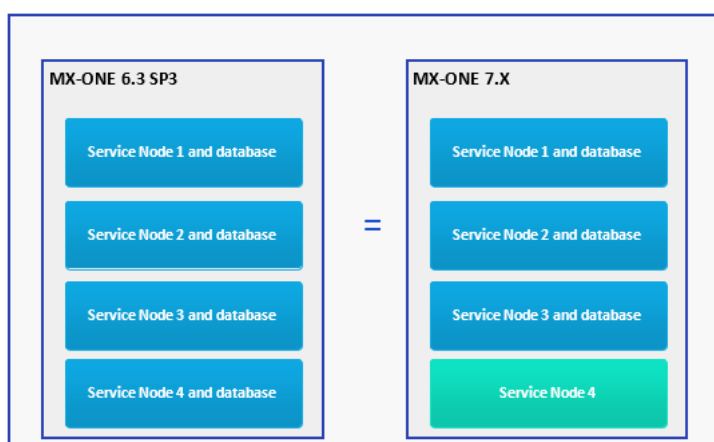 MX-ONE 6.3 SP3
Service Node 1 and database
Service Node 2 and database
Service Node 3 and database
Service Node 4 and database
=
MX-ONE 7.X
Service Node 1 and database
Service Node 2 and database
Service Node 3 and database
Service Node 4